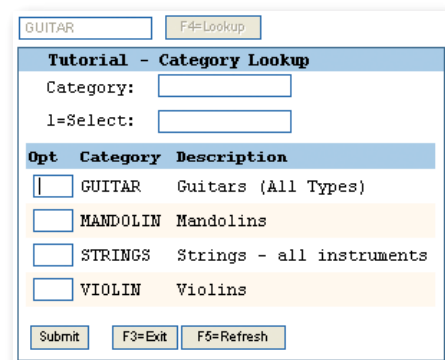 GUITAR F4=Lookup
Tutorial - Category Lookup
Category:
1=Select:
Opt Category Description
GUITAR Guitars (All Types)
MANDOLIN Mandolins
STRINGS Strings - all instruments
VIOLIN Violins
Submit F3=Exit F5=Refresh